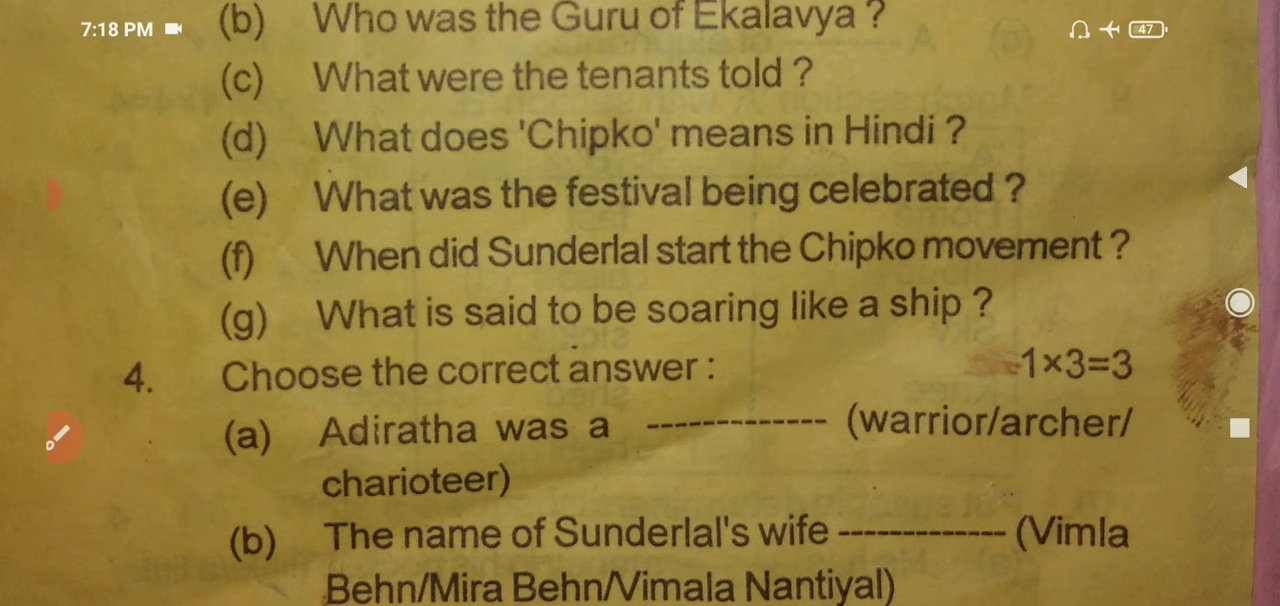 7:18 PM
47
(b) Who was the Guru of Ekalavya ?
(c) What were the tenants told ?
(d) What does 'Chipko' means in Hindi ?
(e) What was the festival being celebrated ?
(f) When did Sunderlal start the Chipko movement ?
(g) What is said to be soaring like a ship ?
4. Choose the correct answer : 1×3=3
(a) Adiratha was a ------------- (warrior/archer/
charioteer)
(b) The name of Sunderlal's wife ------------- (Vimla
Behn/Mira Behn/Vimala Nantiyal)